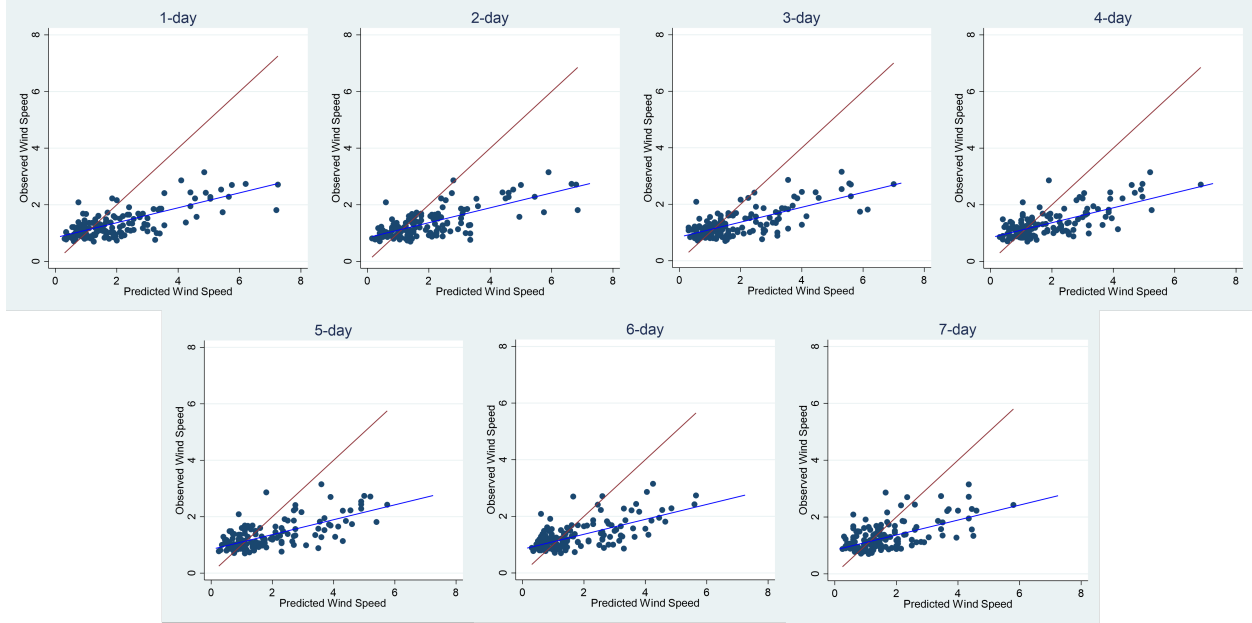 1-day 2-day 3-day 4-day
Observed Wind Speed Observed Wind Speed Observed Wind Speed Observed Wind Speed
8 8 8 8
6 6 6 6
4 4 4 4
2 2 2 2
0 0 0 0
0 2 4 6 8 0 2 4 6 8 0 2 4 6 8 0 2 4 6 8
Predicted Wind Speed Predicted Wind Speed Predicted Wind Speed Predicted Wind Speed
5-day 6-day 7-day
Observed Wind Speed Observed Wind Speed Observed Wind Speed
8 8 8
6 6 6
4 4 4
2 2 2
0 0 0
0 2 4 6 8 0 2 4 6 8 0 2 4 6 8
Predicted Wind Speed Predicted Wind Speed Predicted Wind Speed